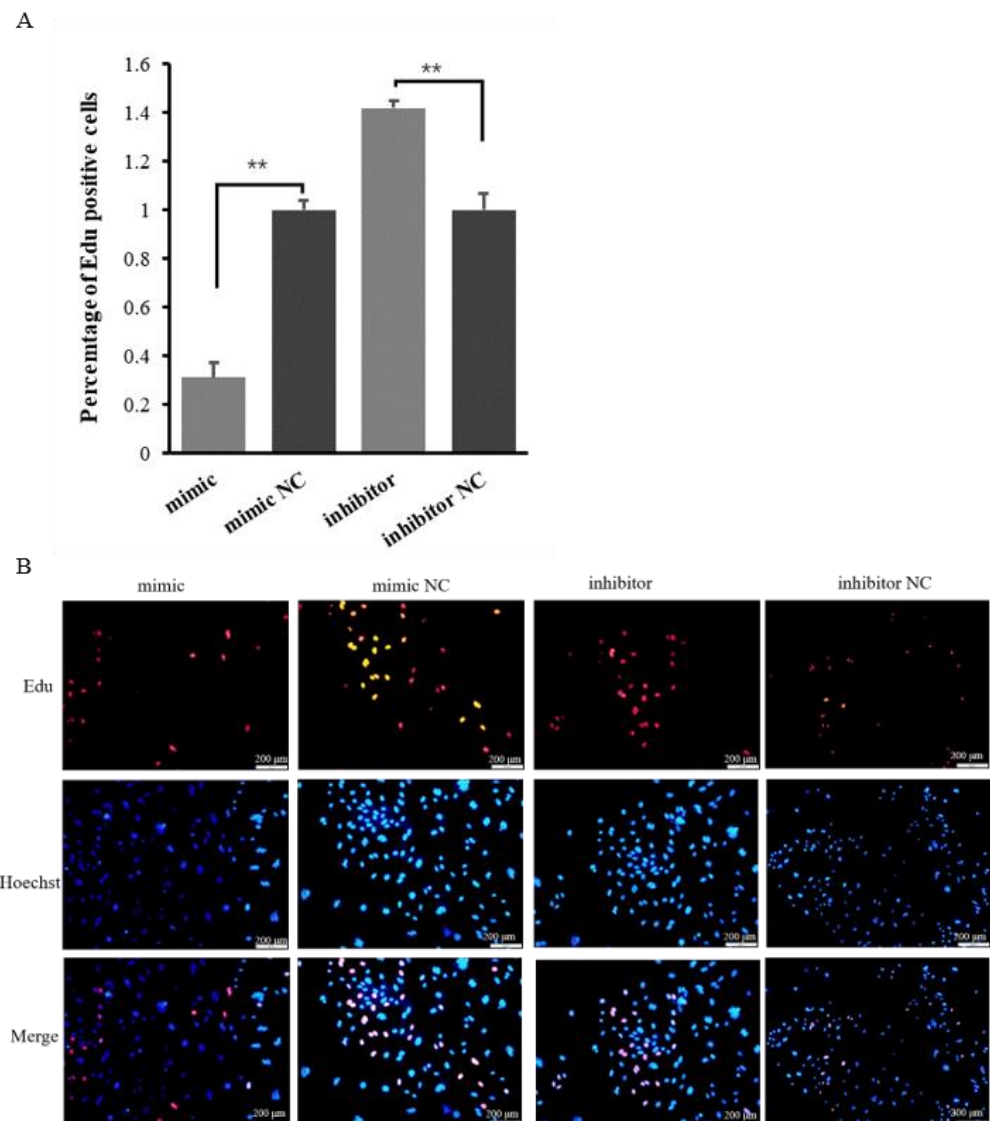 A
Percemtage of Edu positive cells
1.6
1.4
1.2
1
0.8
0.6
0.4
0.2
0
**
**
mimic
mimic NC
inhibitor
inhibitor NC
B
mimic
mimic NC
inhibitor
inhibitor NC
Edu
200 μm
200 μm
200 μm
200 μm
Hoechst
200 μm
200 μm
200 μm
200 μm
Merge
200 μm
200 μm
200 μm
300 μm